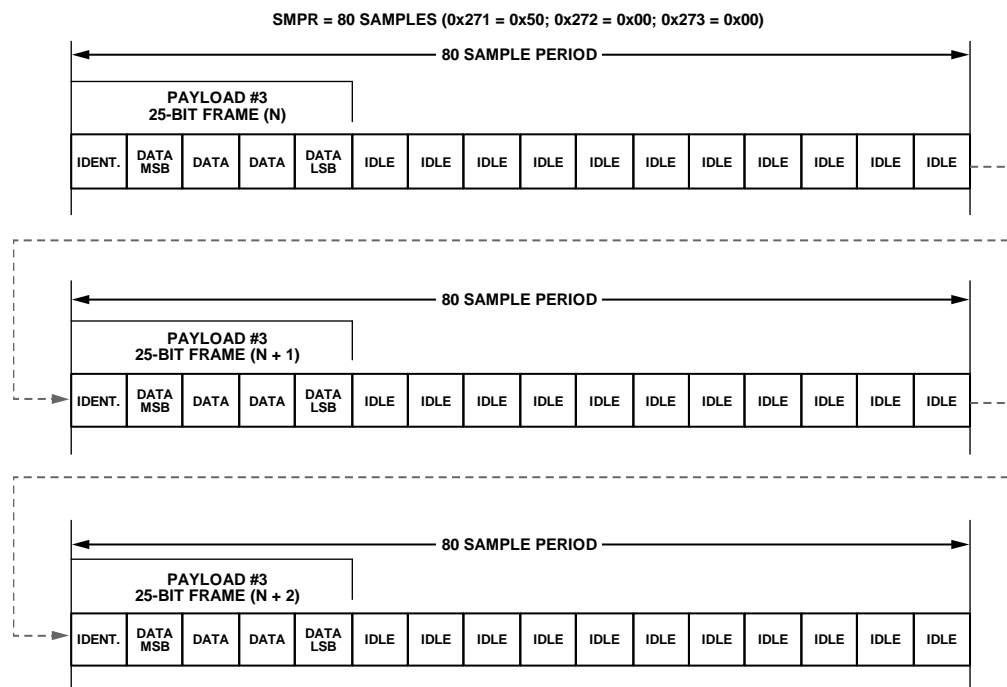 SMPR = 80 SAMPLES (0x271 = 0x50; 0x272 = 0x00; 0x273 = 0x00)
80 SAMPLE PERIOD
PAYLOAD #3
25-BIT FRAME (N)
IDENT. DATA MSB DATA DATA DATA LSB IDLE IDLE IDLE IDLE IDLE IDLE IDLE IDLE IDLE IDLE IDLE
80 SAMPLE PERIOD
PAYLOAD #3
25-BIT FRAME (N + 1)
IDENT. DATA MSB DATA DATA DATA LSB IDLE IDLE IDLE IDLE IDLE IDLE IDLE IDLE IDLE IDLE IDLE
80 SAMPLE PERIOD
PAYLOAD #3
25-BIT FRAME (N + 2)
IDENT. DATA MSB DATA DATA DATA LSB IDLE IDLE IDLE IDLE IDLE IDLE IDLE IDLE IDLE IDLE IDLE